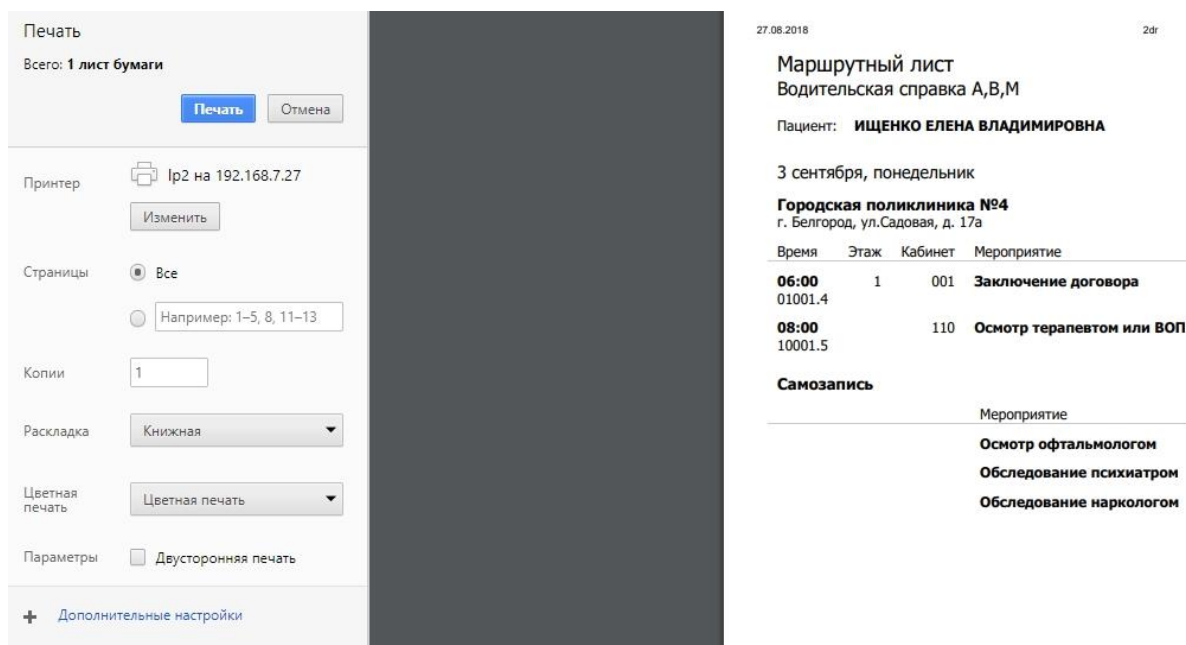 Печать
Всего: 1 лист бумаги
Печать Отмена
Принтер lp2 на 192.168.7.27
Изменить
Страницы Все
Например: 1–5, 8, 11–13
Копии 1
Раскладка Книжная
Цветная печать Цветная печать
Параметры Двусторонняя печать
+ Дополнительные настройки
27.08.2018 2dr
Маршрутный лист
Водительская справка А,В,М
Пациент: ИЩЕНКО ЕЛЕНА ВЛАДИМИРОВНА
3 сентября, понедельник
Городская поликлиника №4
г. Белгород, ул.Садовая, д. 17а
Время Этаж Кабинет Мероприятие
06:00 1 001 Заключение договора
01001.4
08:00 110 Осмотр терапевтом или ВОП
10001.5
Самозапись
Мероприятие
Осмотр офтальмологом
Обследование психиатром
Обследование наркологом